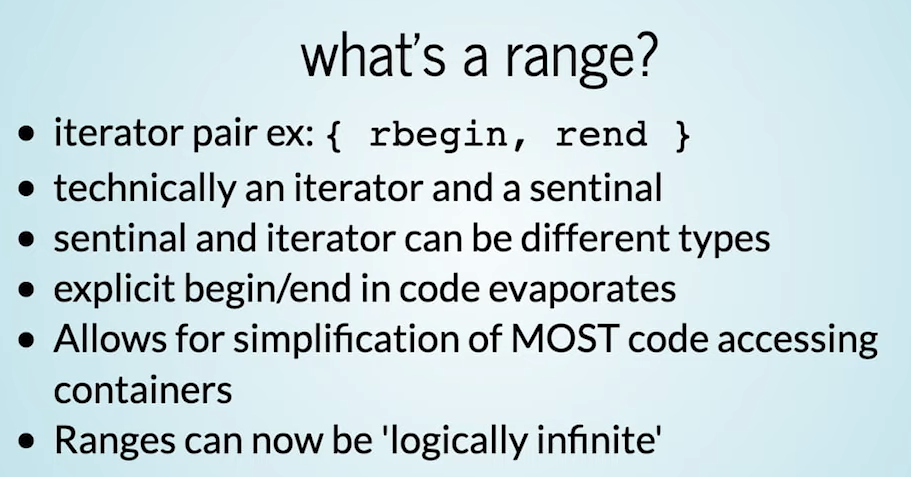 what's a range?
• iterator pair ex: { rbegin, rend }
• technically an iterator and a sentinal
• sentinal and iterator can be different types
• explicit begin/end in code evaporates
• Allows for simplification of MOST code accessing
containers
• Ranges can now be 'logically infinite'